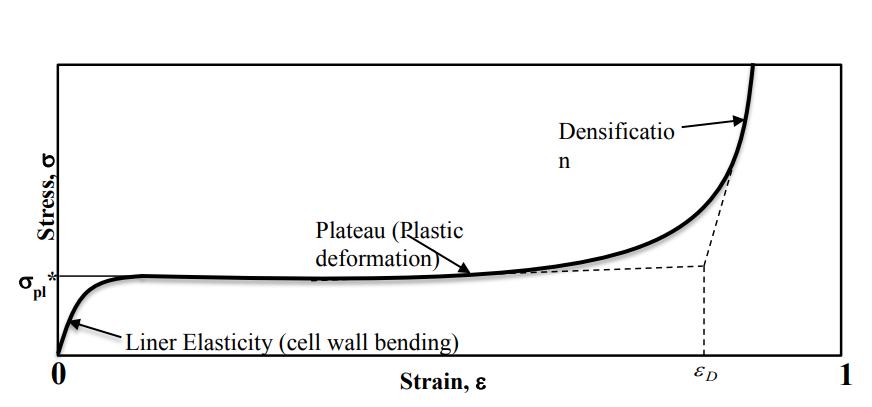 Densificatio
n
Stress, σ
Plateau (Plastic
deformation)
σpl*
Liner Elasticity (cell wall bending)
0
εD
1
Strain, ε